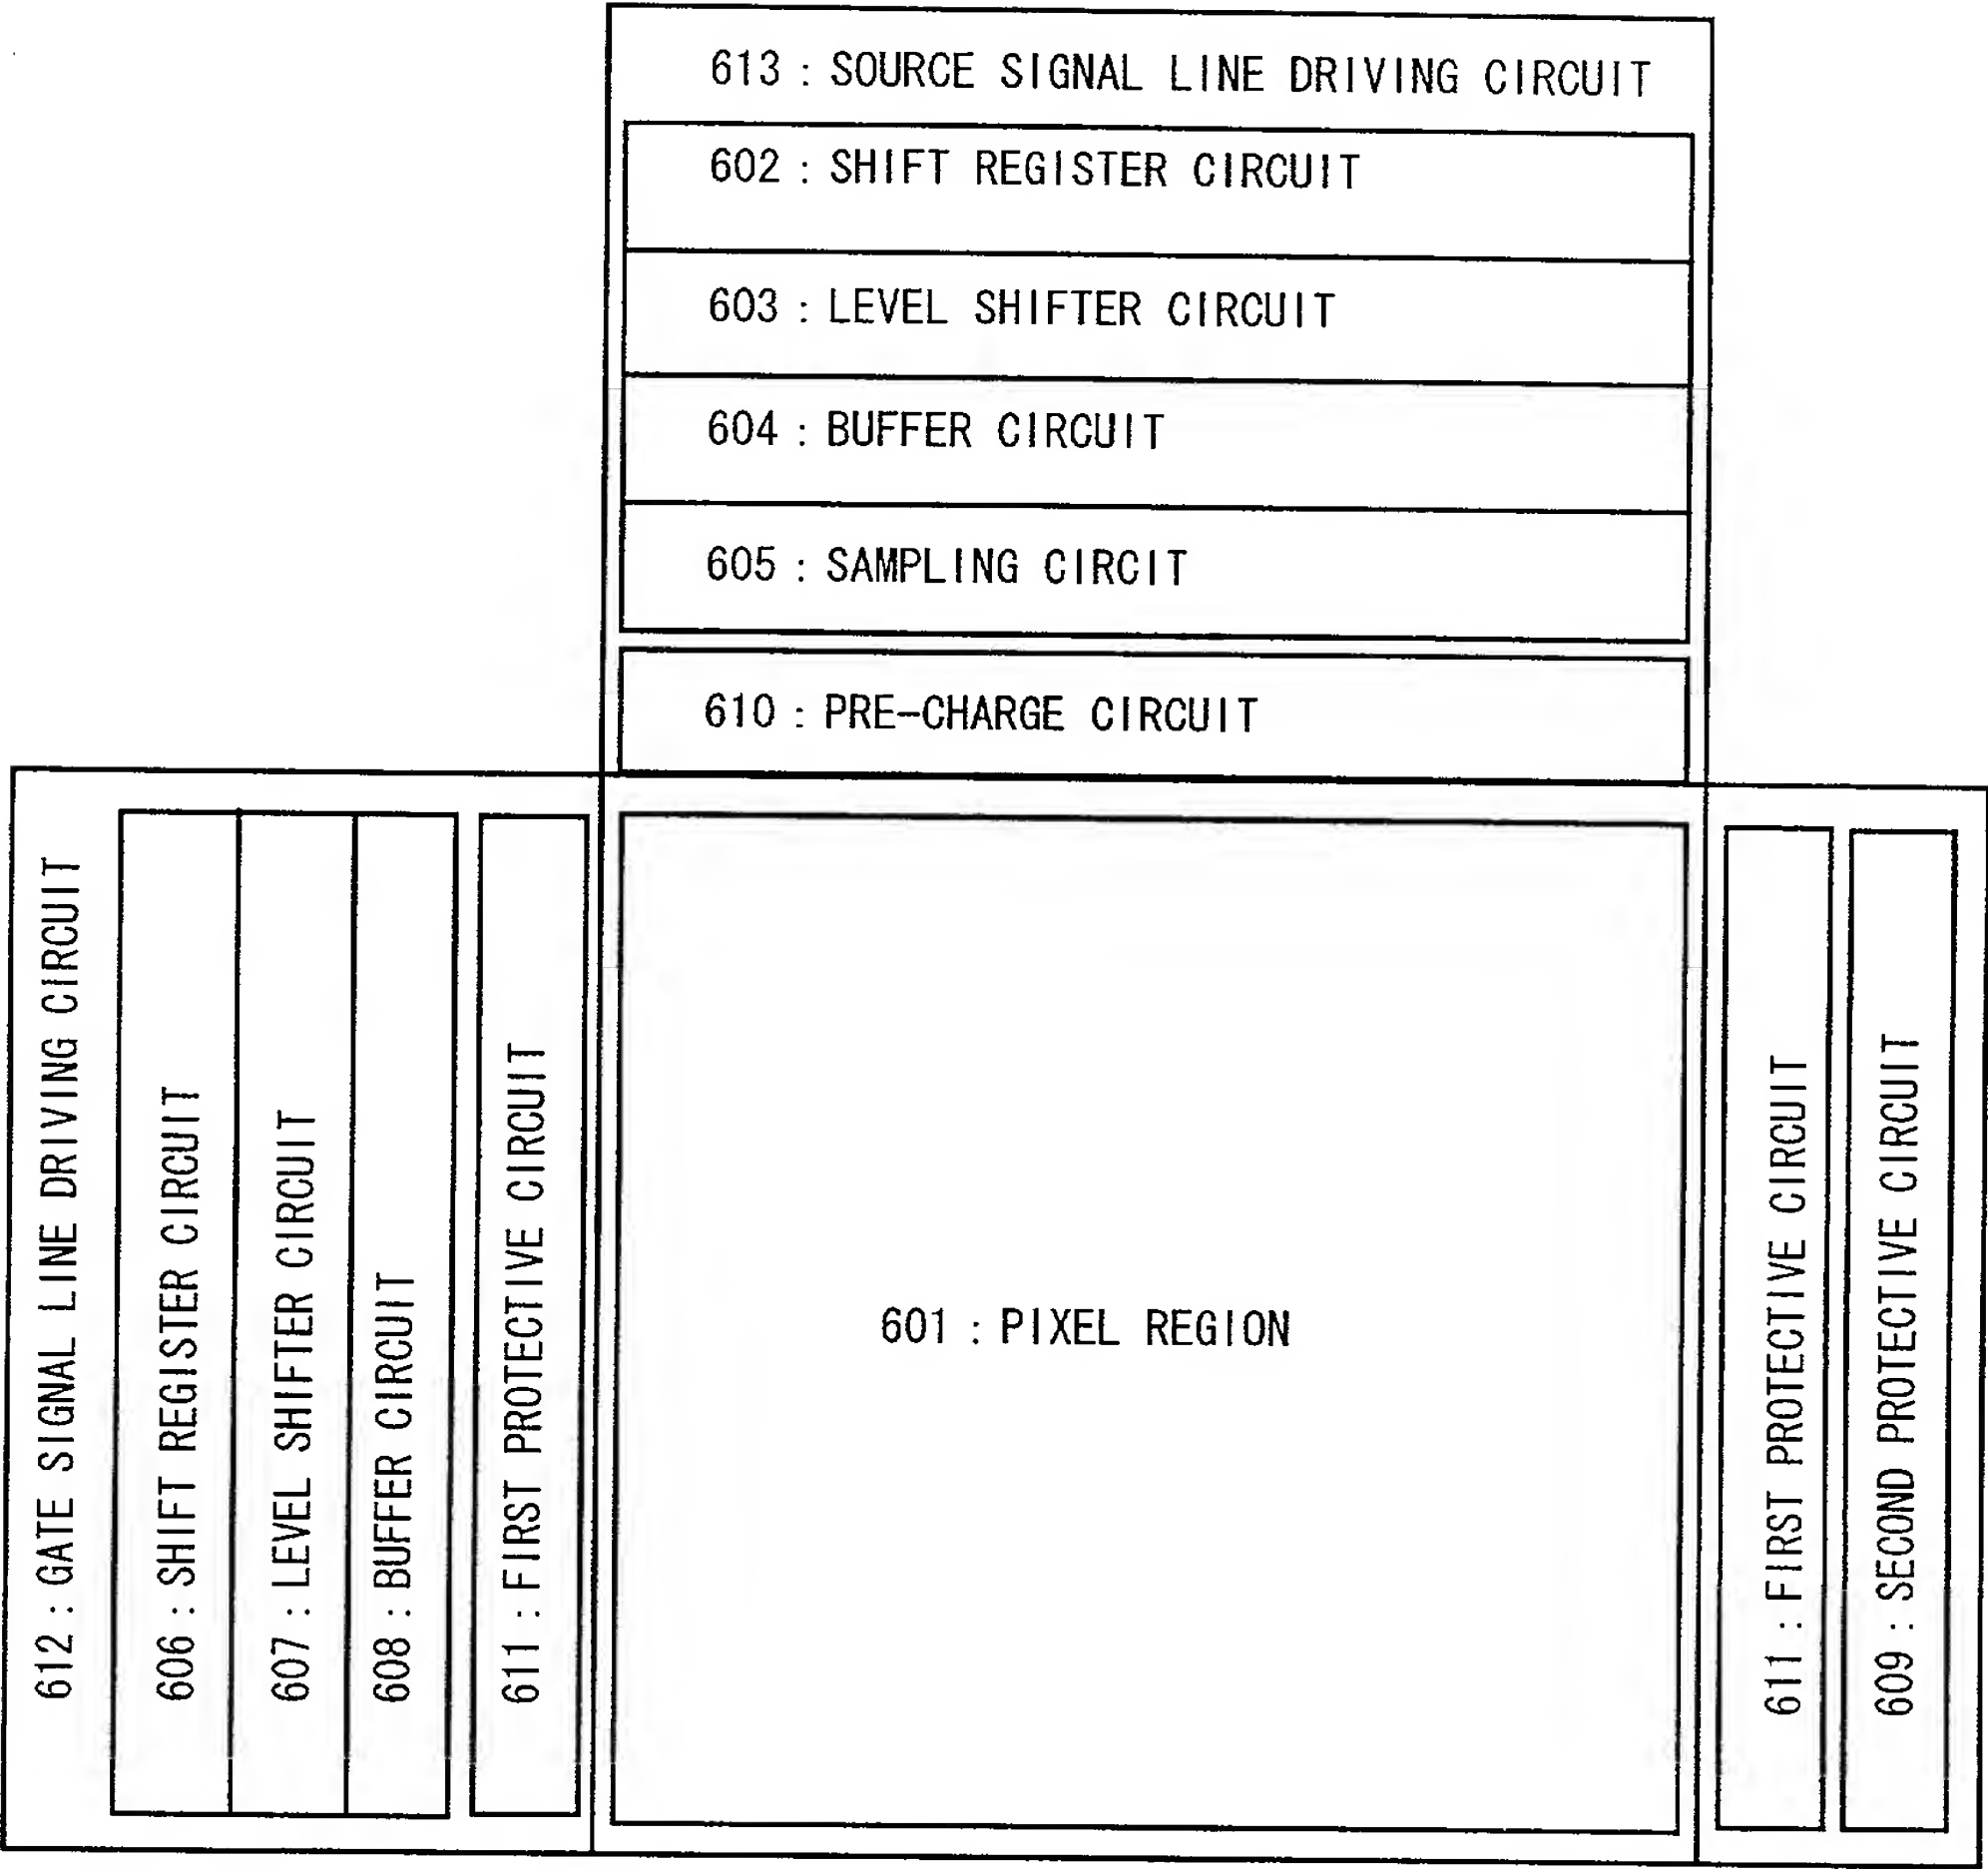 613 : SOURCE SIGNAL LINE DRIVING CIRCUIT
602 : SHIFT REGISTER CIRCUIT
603 : LEVEL SHIFTER CIRCUIT
604 : BUFFER CIRCUIT
605 : SAMPLING CIRCIT
610 : PRE-CHARGE CIRCUIT
612 : GATE SIGNAL LINE DRIVING CIRCUIT
606 : SHIFT REGISTER CIRCUIT
607 : LEVEL SHIFTER CIRCUIT
608 : BUFFER CIRCUIT
611 : FIRST PROTECTIVE CIRCUIT
601 : PIXEL REGION
611 : FIRST PROTECTIVE CIRCUIT
609 : SECOND PROTECTIVE CIRCUIT